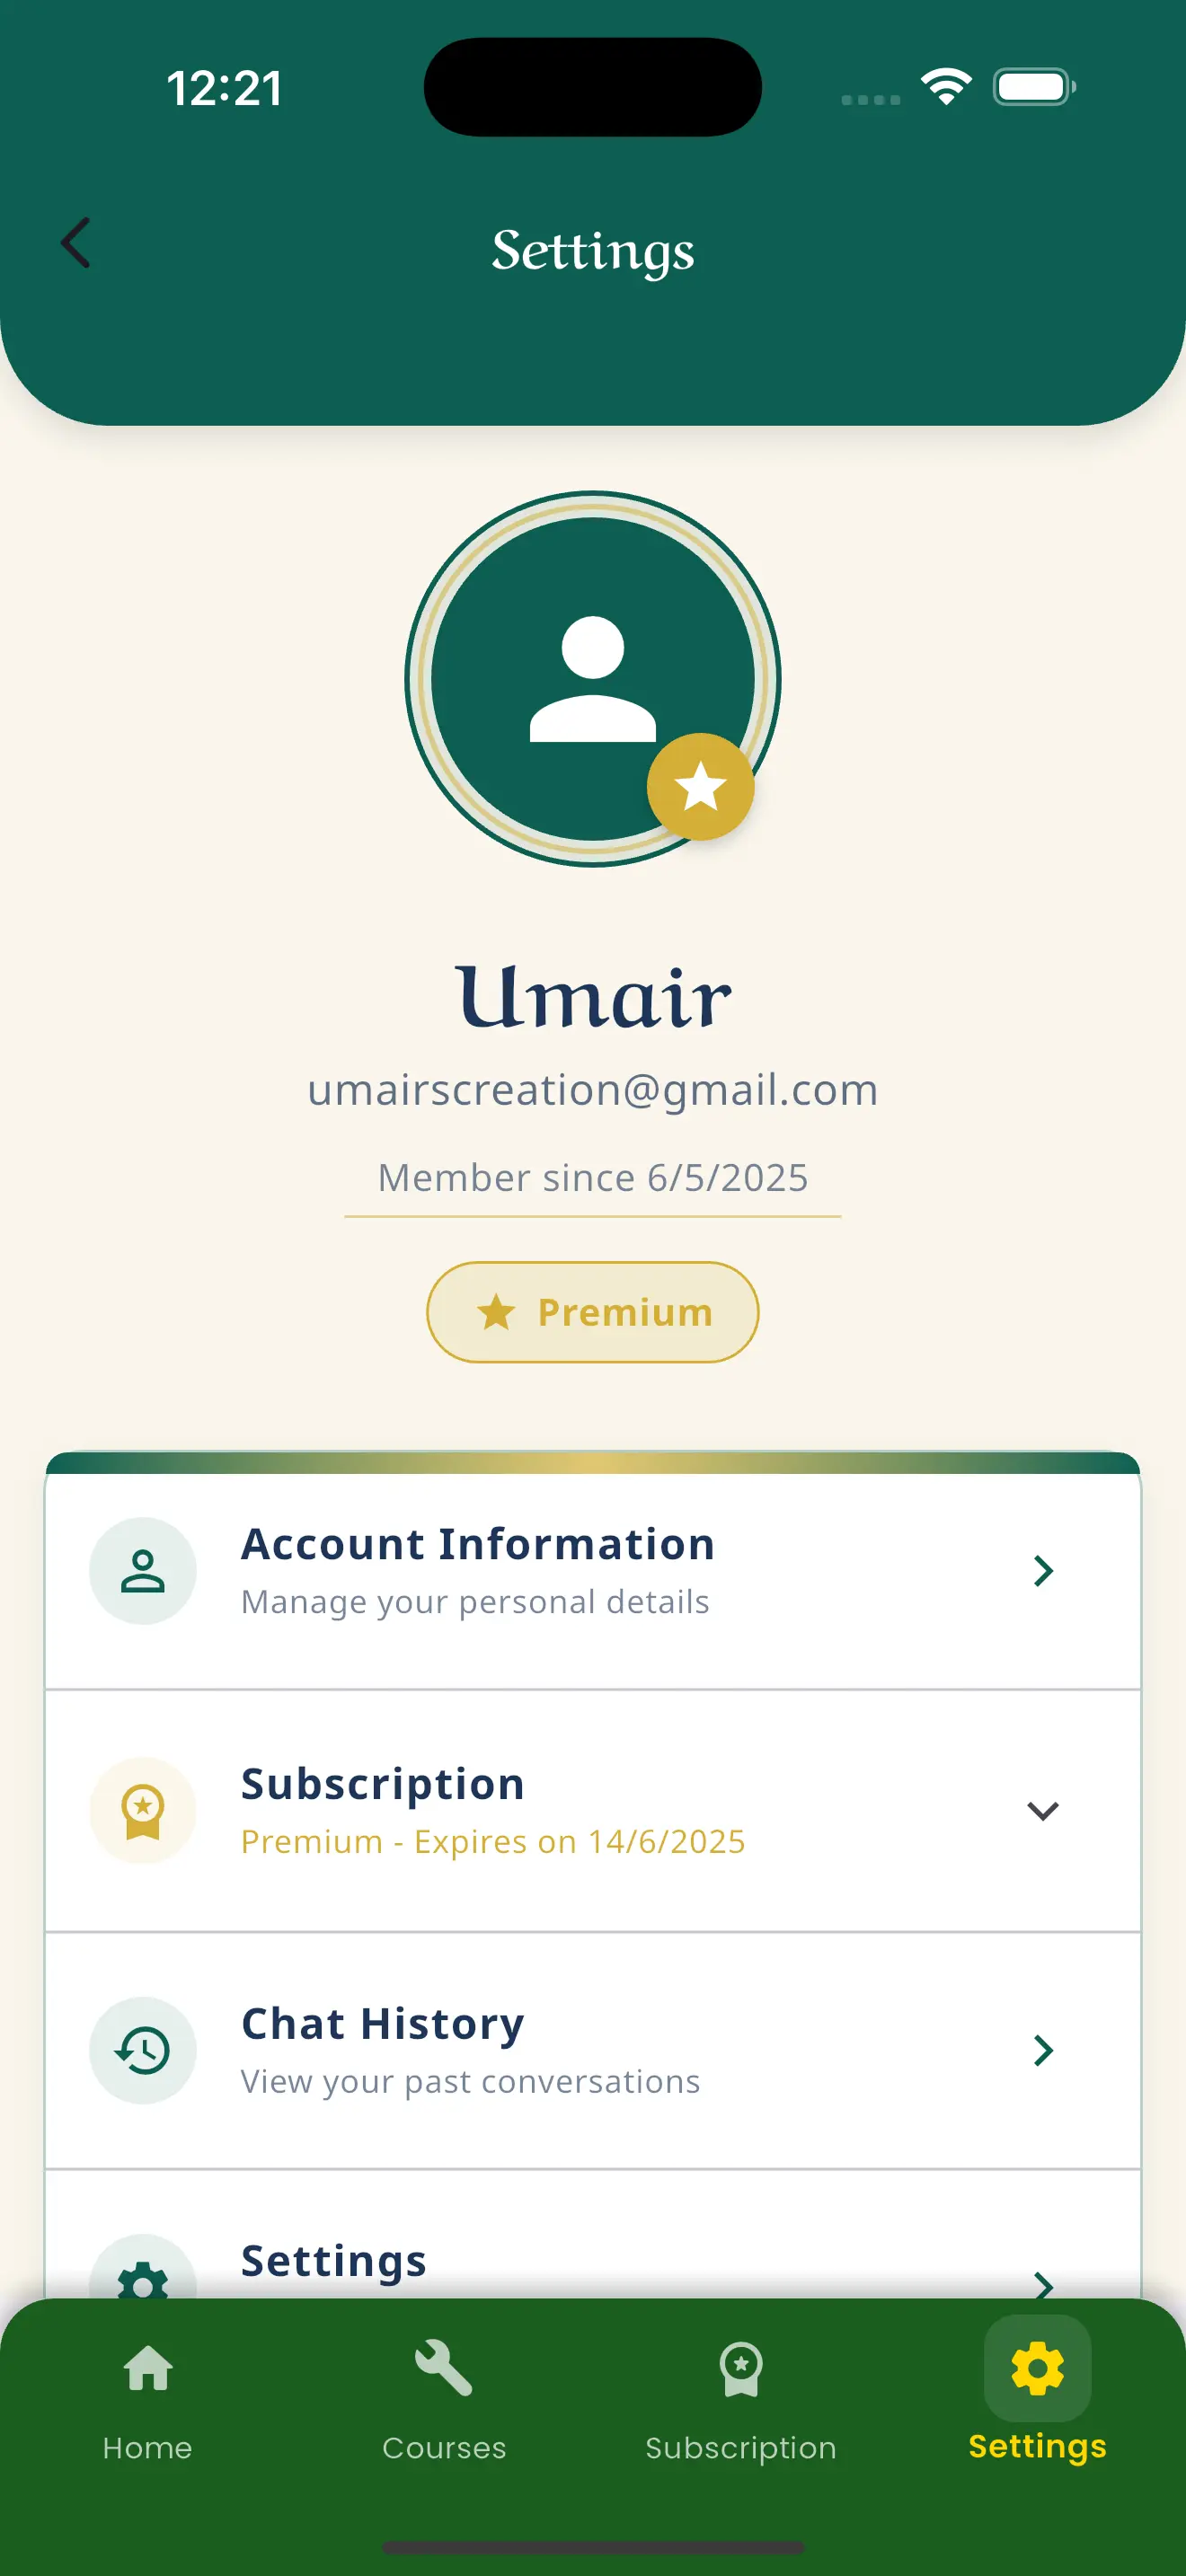 12:21
Settings
Umair
umairscreation@gmail.com
Member since 6/5/2025
Premium
Account Information
Manage your personal details
Subscription
Premium - Expires on 14/6/2025
Chat History
View your past conversations
Settings
Home
Courses
Subscription
Settings